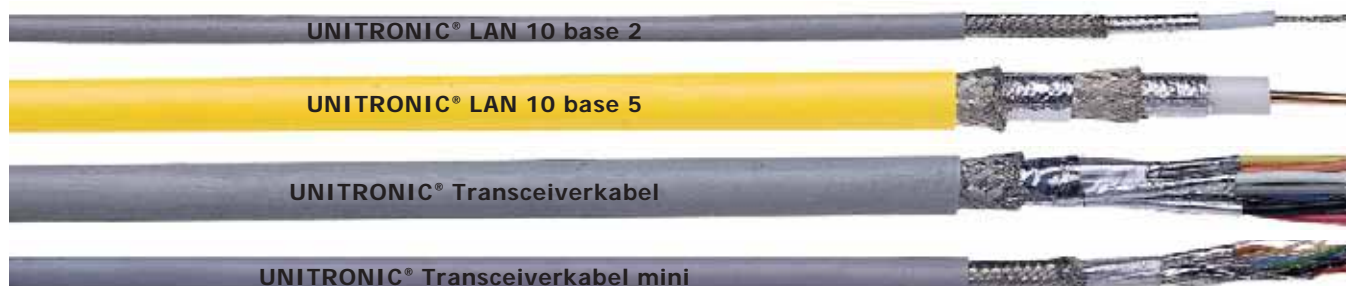 UNITRONIC® LAN 10 base 2
UNITRONIC® LAN 10 base 5
UNITRONIC® Transceiverkabel
UNITRONIC® Transceiverkabel mini